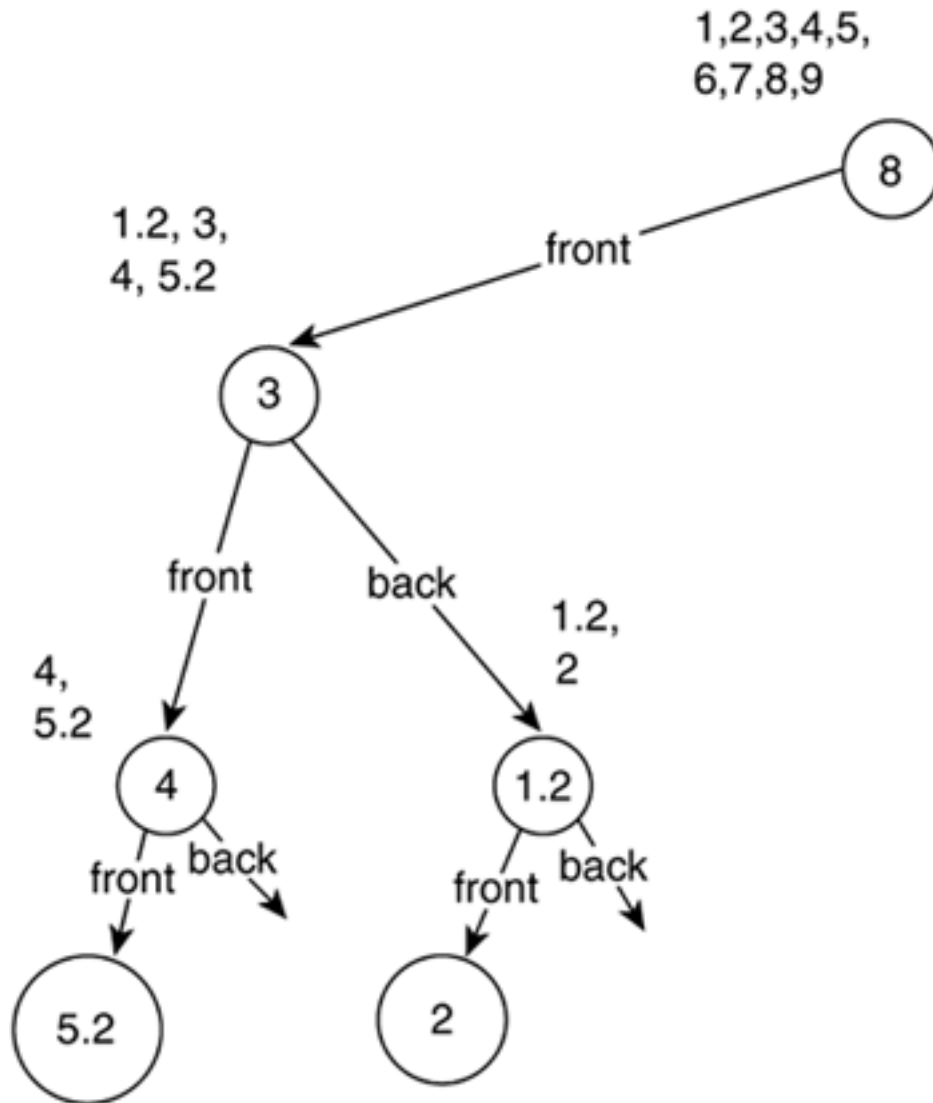 1,2,3,4,5,
6,7,8,9
8
front
1.2, 3,
4, 5.2
3
front
back
1.2,
2
4,
5.2
4
1.2
front
back
front
back
5.2
2